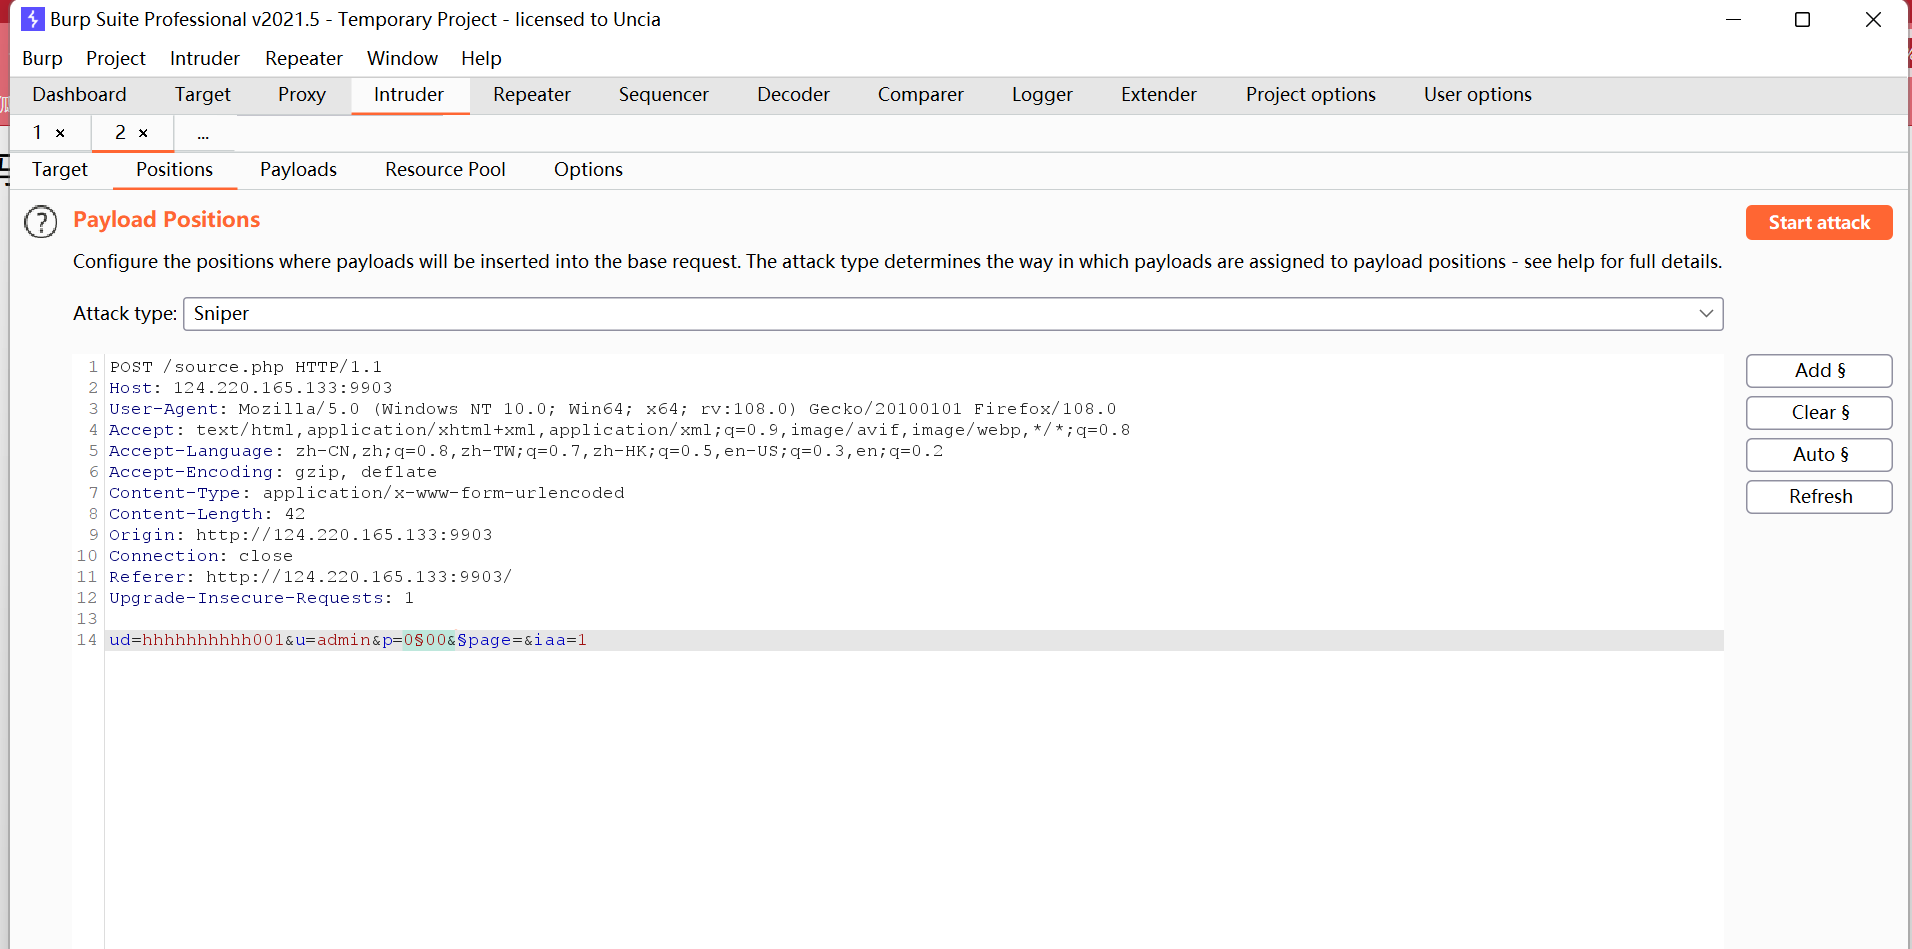 Burp Suite Professional v2021.5 - Temporary Project - licensed to Uncia
Burp Project Intruder Repeater Window Help
Dashboard Target Proxy Intruder Repeater Sequencer Decoder Comparer Logger Extender Project options User options
1 × 2 × ...
Target Positions Payloads Resource Pool Options
? Payload Positions
Start attack
Configure the positions where payloads will be inserted into the base request. The attack type determines the way in which payloads are assigned to payload positions - see help for full details.
Attack type: Sniper
1 POST /source.php HTTP/1.1
2 Host: 124.220.165.133:9903
3 User-Agent: Mozilla/5.0 (Windows NT 10.0; Win64; x64; rv:108.0) Gecko/20100101 Firefox/108.0
4 Accept: text/html,application/xhtml+xml,application/xml;q=0.9,image/avif,image/webp,*/*;q=0.8
5 Accept-Language: zh-CN,zh;q=0.8,zh-TW;q=0.7,zh-HK;q=0.5,en-US;q=0.3,en;q=0.2
6 Accept-Encoding: gzip, deflate
7 Content-Type: application/x-www-form-urlencoded
8 Content-Length: 42
9 Origin: http://124.220.165.133:9903
10 Connection: close
11 Referer: http://124.220.165.133:9903/
12 Upgrade-Insecure-Requests: 1
13
14 ud=hhhhhhhhhh001&u=admin&p=0§00&§page=&iaa=1
Add §
Clear §
Auto §
Refresh